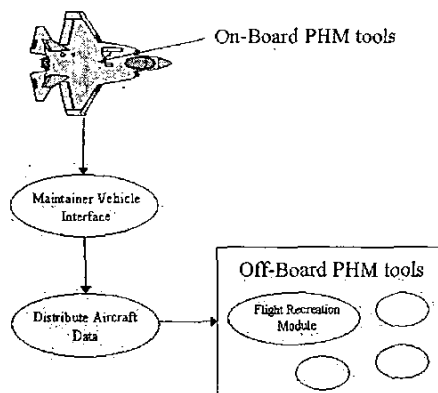 On-Board PHM tools
Maintainer Vehicle
Interface
Off-Board PHM tools
Flight Recreation
Module
Distribute Aircraft
Data